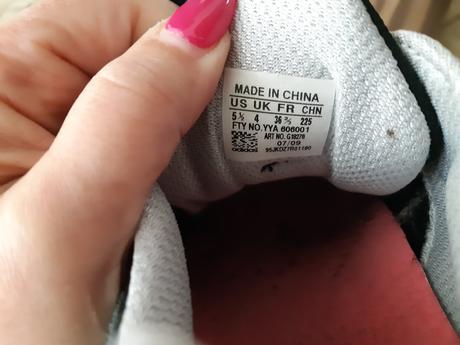 MADE IN CHINA
US UK FR CHN
5½ 4 36⅔ 225
FTY NO.YYA 606001
ART NO. G18278
07/09
adidas